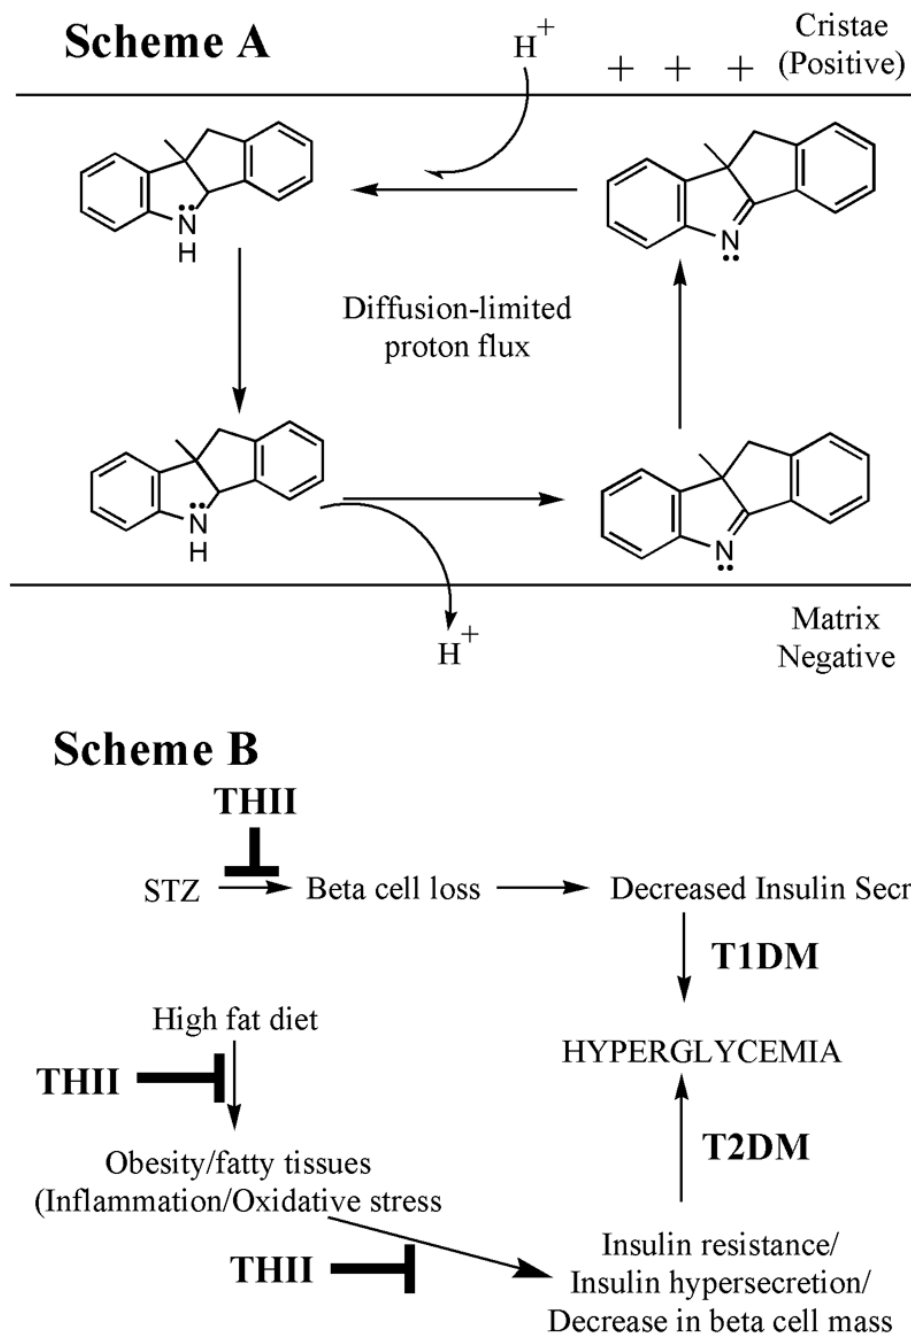 Scheme A
H+
+ + +
Cristae
(Positive)
N
H
N
Diffusion-limited
proton flux
N
H
N
H+
Matrix
Negative
Scheme B
THII
STZ
Beta cell loss
Decreased Insulin Secr
T1DM
High fat diet
HYPERGLYCEMIA
THII
T2DM
Obesity/fatty tissues
(Inflammation/Oxidative stress
THII
Insulin resistance/
Insulin hypersecretion/
Decrease in beta cell mass